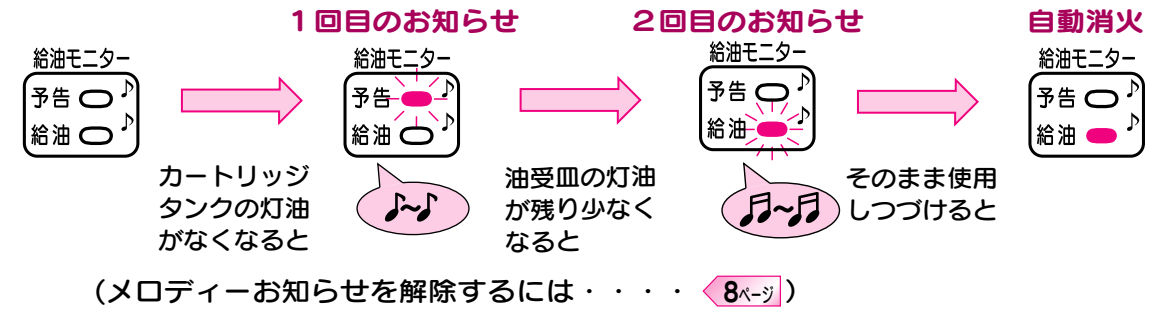 1回目のお知らせ
2回目のお知らせ
自動消火
給油モニター
予告 ♪
給油 ♪
給油モニター
予告 ♪
給油
給油モニター
予告 ♪
給油 ♪
給油モニター
予告 ♪
給油 ♪
カートリッジ
タンクの灯油
がなくなると
♪〜♪
油受皿の灯油
が残り少なく
なると
♫〜♫
そのまま使用
しつづけると
(メロディーお知らせを解除するには・・・・ 8ページ)